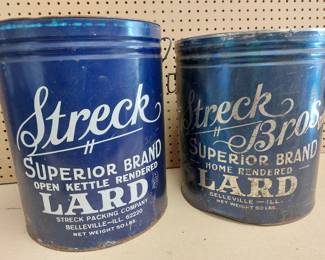 Streck
SUPERIOR BRAND
OPEN KETTLE RENDERED
LARD
STRECK PACKING COMPANY
BELLEVILLE-ILL. 62220
NET WEIGHT 50 LBS.
Streck
Bros.
SUPERIOR BRAND
HOME RENDERED
LARD
BELLEVILLE-ILL.
NET WEIGHT 50 LBS.